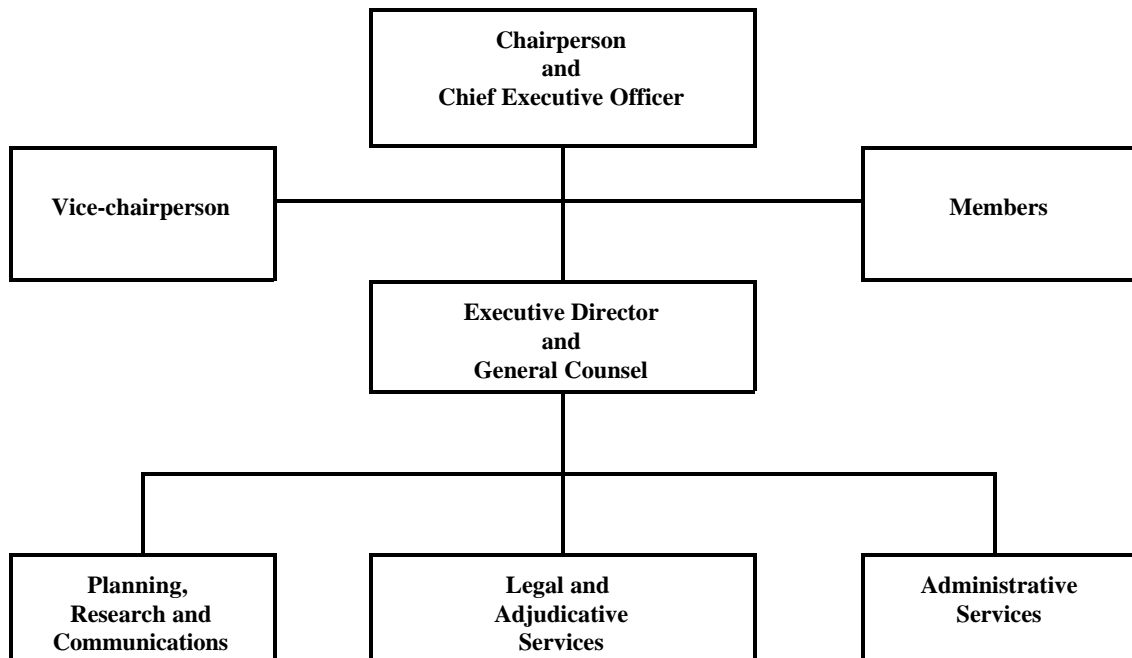 Chairperson
and
Chief Executive Officer
Vice-chairperson
Members
Executive Director
and
General Counsel
Planning,
Research and
Communications
Legal and
Adjudicative
Services
Administrative
Services